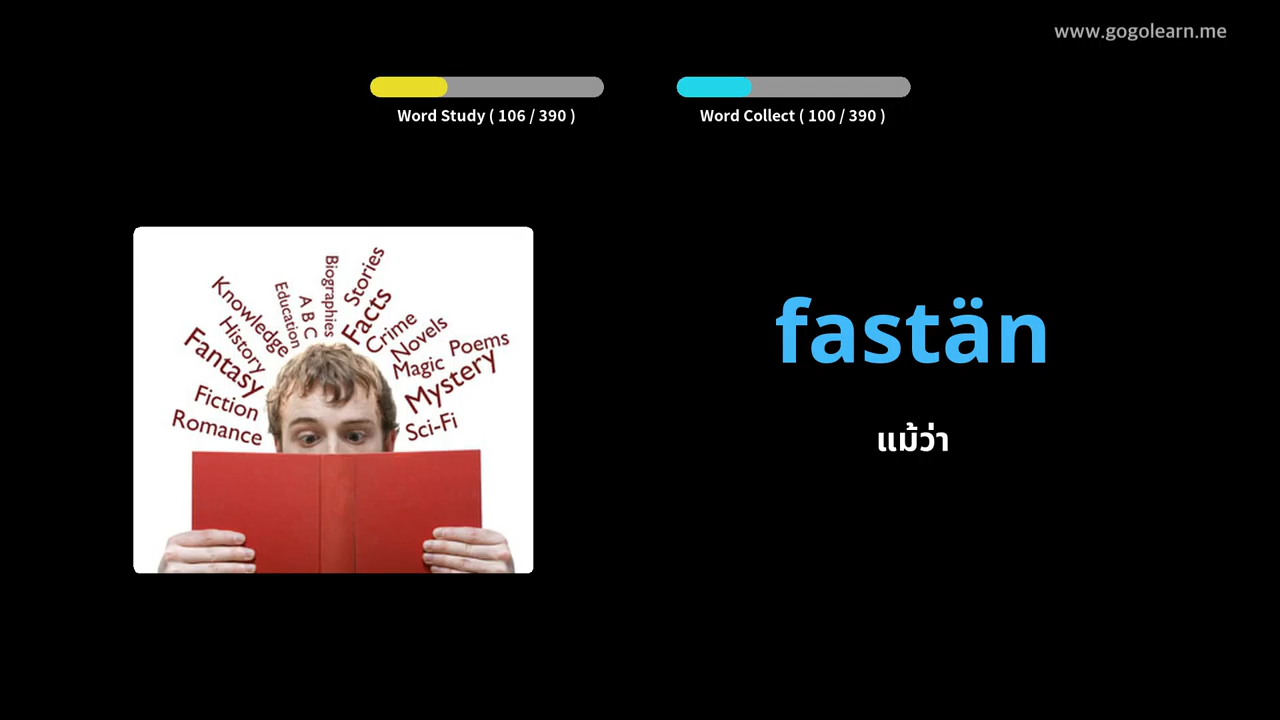 www.gogolearn.me
Word Study ( 106 / 390 )
Word Collect ( 100 / 390 )
Biographies
Stories
Education
A B C
Facts
Knowledge
History
Crime
Novels
Poems
Fantasy
Magic
Mystery
Fiction
Romance
Sci-Fi
fastän
แม้ว่า